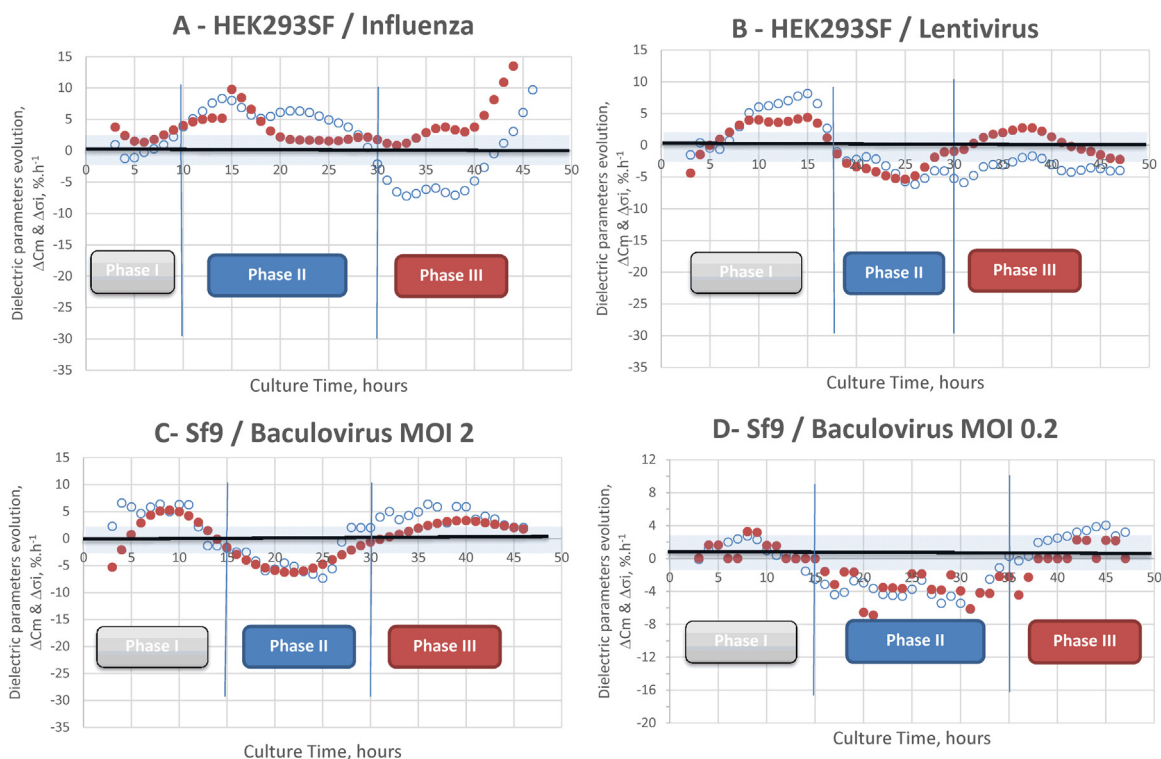 A - HEK293SF / Influenza
Dielectric parameters evolution,
ΔCm & Δσi, %.h⁻¹
15
10
5
0
-5
-10
-15
-20
-25
-30
-35
0 10 20 30 40 50
Phase I
Phase II
Phase III
Culture Time, hours
B - HEK293SF / Lentivirus
Dielectric parameters evolution,
ΔCm & Δσi, %.h⁻¹
15
10
5
0
-5
-10
-15
-20
-25
-30
-35
0 5 10 15 20 25 30 35 40 45 50
Phase I
Phase II
Phase III
Culture Time, hours
C- Sf9 / Baculovirus MOI 2
Dielectric parameters evolution,
ΔCm & Δσi, %.h⁻¹
15
10
5
0
-5
-10
-15
-20
-25
-30
-35
0 5 10 15 20 25 30 35 40 45 50
Phase I
Phase II
Phase III
Culture Time, hours
D- Sf9 / Baculovirus MOI 0.2
Dielectric parameters evolution,
ΔCm & Δσi, %.h⁻¹
12
8
4
0
-4
-8
-12
-16
-20
0 5 10 15 20 25 30 35 40 45 50
Phase I
Phase II
Phase III
Culture Time, hours